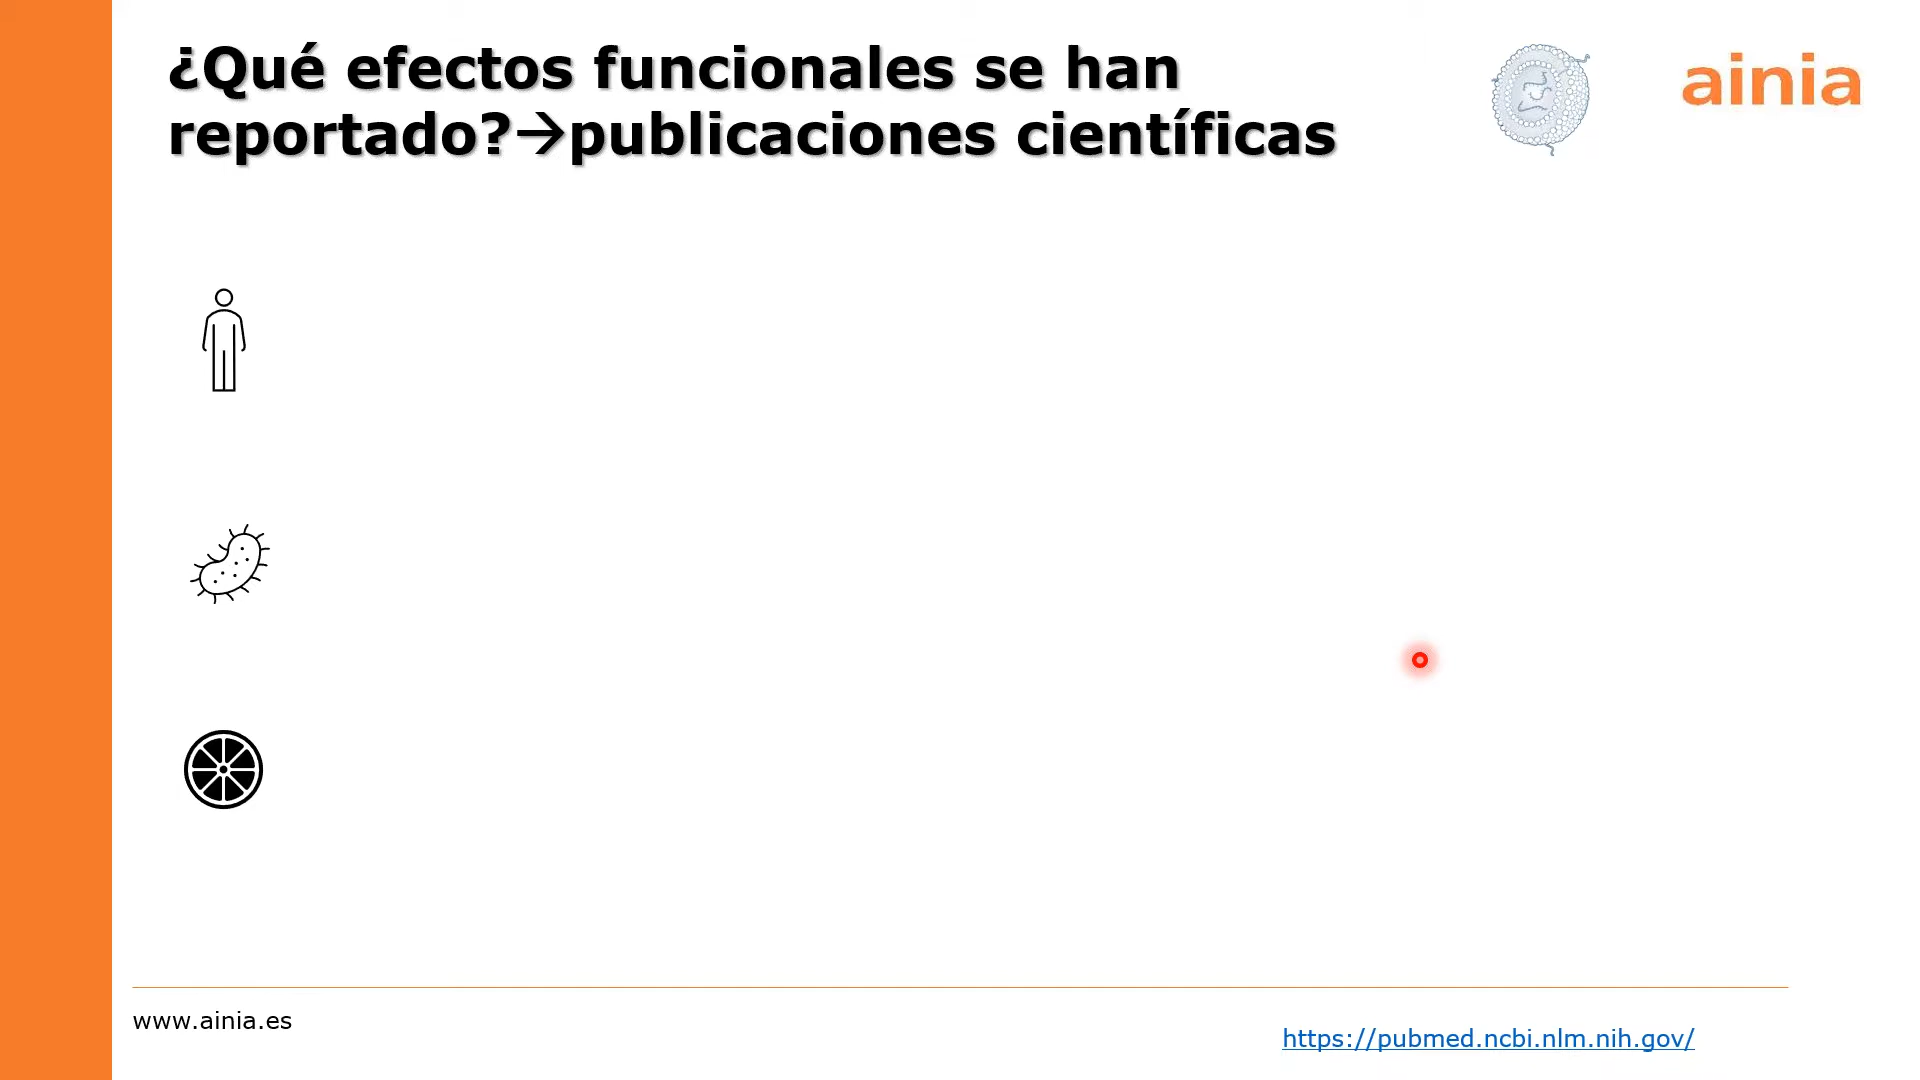 ¿Qué efectos funcionales se han
reportado?→publicaciones científicas
ainia
www.ainia.es
https://pubmed.ncbi.nlm.nih.gov/